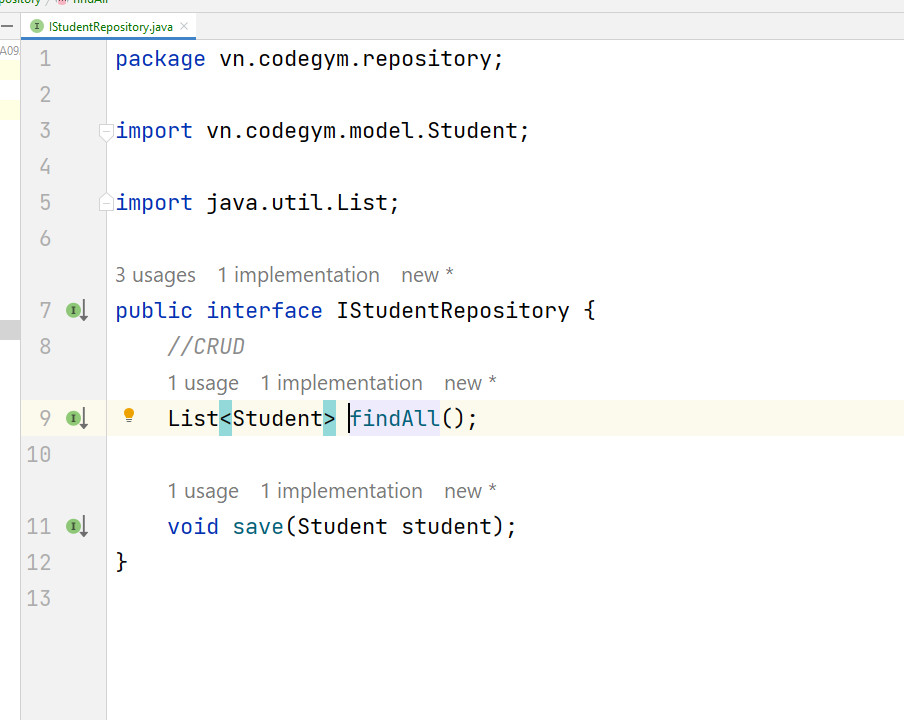 findAll
IStudentRepository.java
A09
1 package vn.codegym.repository;
2
3 import vn.codegym.model.Student;
4
5 import java.util.List;
6
3 usages 1 implementation new *
7 public interface IStudentRepository {
8 //CRUD
1 usage 1 implementation new *
9 List<Student> findAll();
10
1 usage 1 implementation new *
11 void save(Student student);
12 }
13